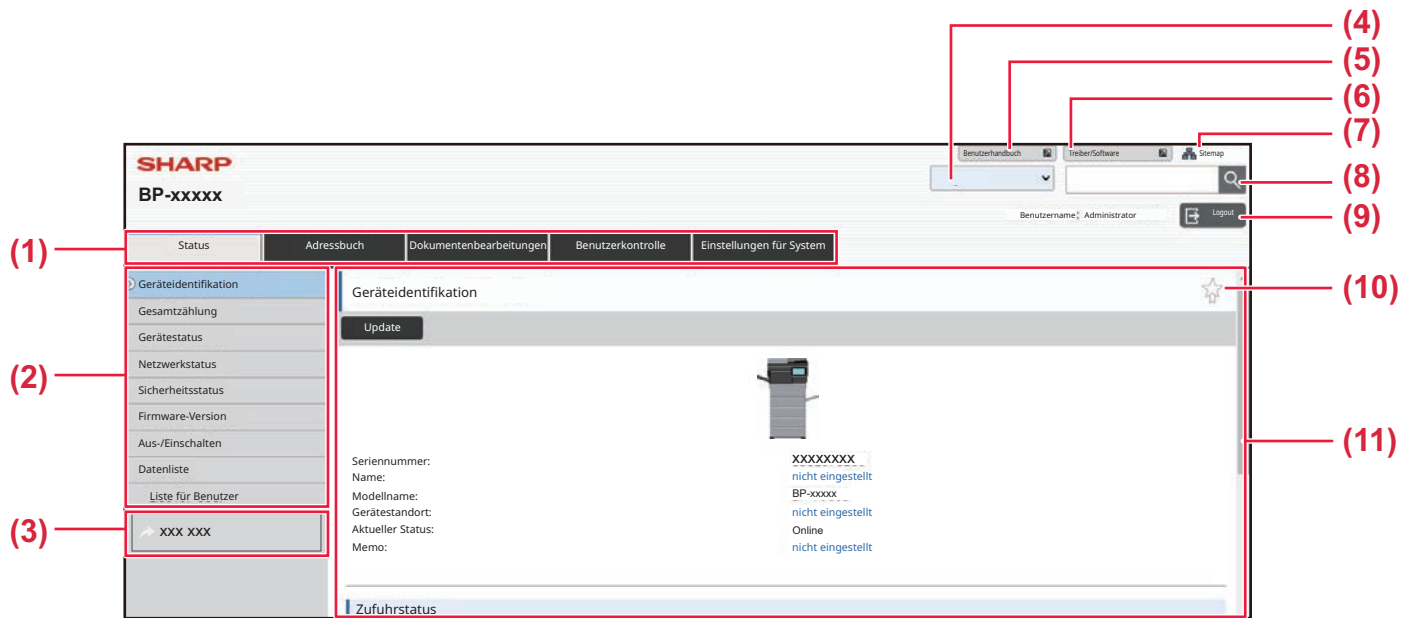 (4)
(5)
(6)
(7)
SHARP
Benutzerhandbuch
Treiber/Software
Sitemap
BP-xxxxx
(8)
Benutzername: Administrator
Logout
(9)
(1)
Status
Adressbuch
Dokumentenbearbeitungen
Benutzerkontrolle
Einstellungen für System
(2)
Geräteidentifikation
Gesamtzählung
Gerätestatus
Netzwerkstatus
Sicherheitsstatus
Firmware-Version
Aus-/Einschalten
Datenliste
Liste für Benutzer
(3)
XXX XXX
Geräteidentifikation
(10)
Update
(11)
Seriennummer: XXXXXXXX
Name: nicht eingestellt
Modellname: BP-xxxxx
Gerätestandort: nicht eingestellt
Aktueller Status: Online
Memo: nicht eingestellt
Zufuhrstatus